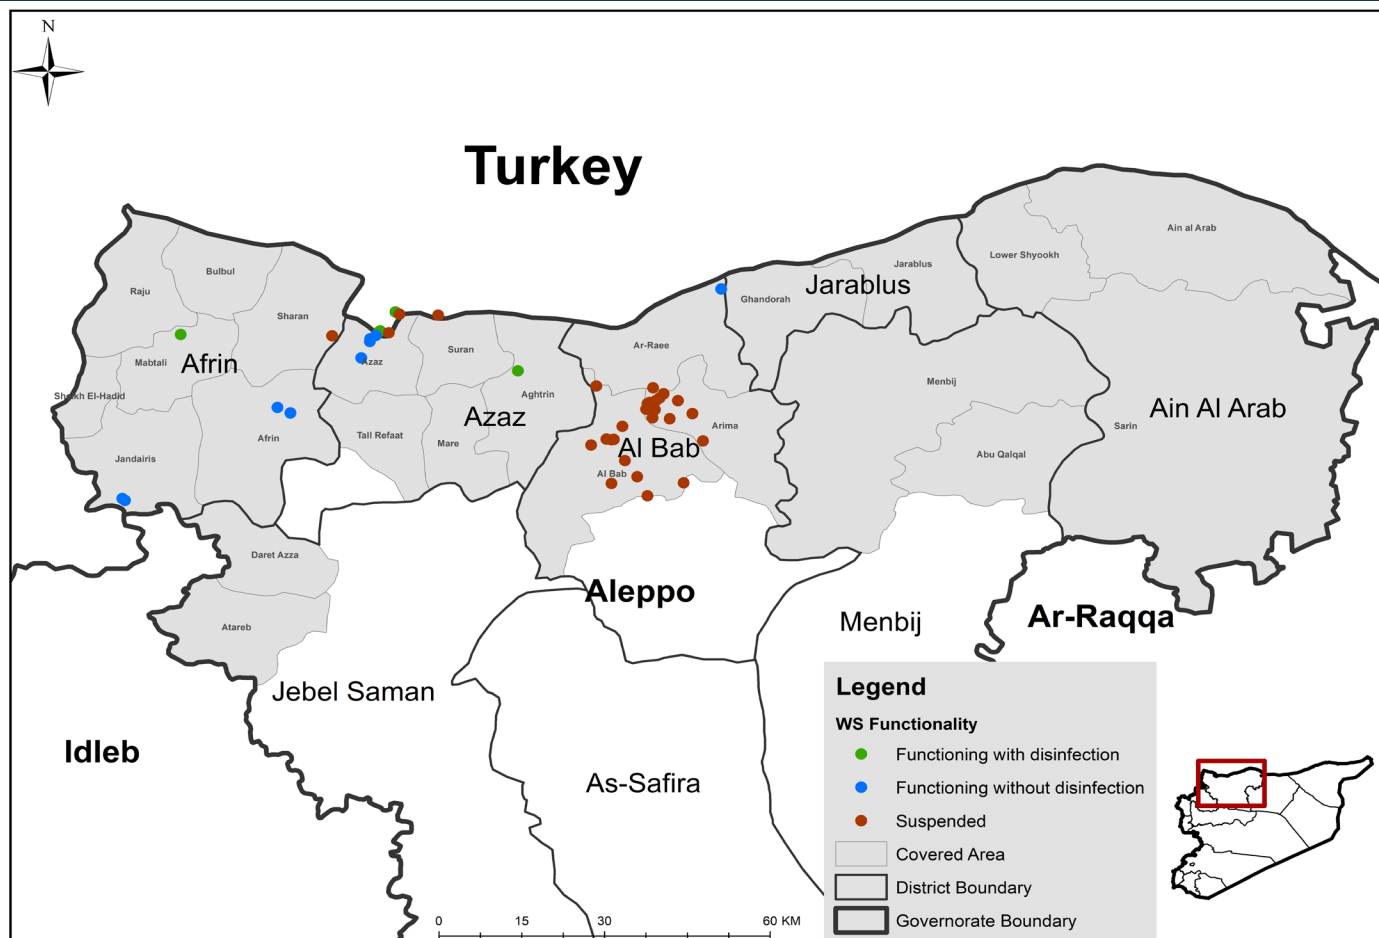 N
Turkey
Ain al Arab
Lower Shyookh
Jarablus
Bulbul
Jarablus
Raju
Ghandorah
Sharan
Ar-Raee
Suran
Mabtali
Afrin
Azaz
Menbij
Sheikh El-Hadid
Aghtrin
Azaz
Ain Al Arab
Arima
Sarin
Afrin
Tall Refaat
Mare
Al Bab
Jandairis
Abu Qalqal
Al Bab
Daret Azza
Aleppo
Ar-Raqqa
Menbij
Atareb
Jebel Saman
Idleb
As-Safira
Legend
WS Functionality
Functioning with disinfection
Functioning without disinfection
Suspended
Covered Area
District Boundary
Governorate Boundary
0 15 30 60 KM